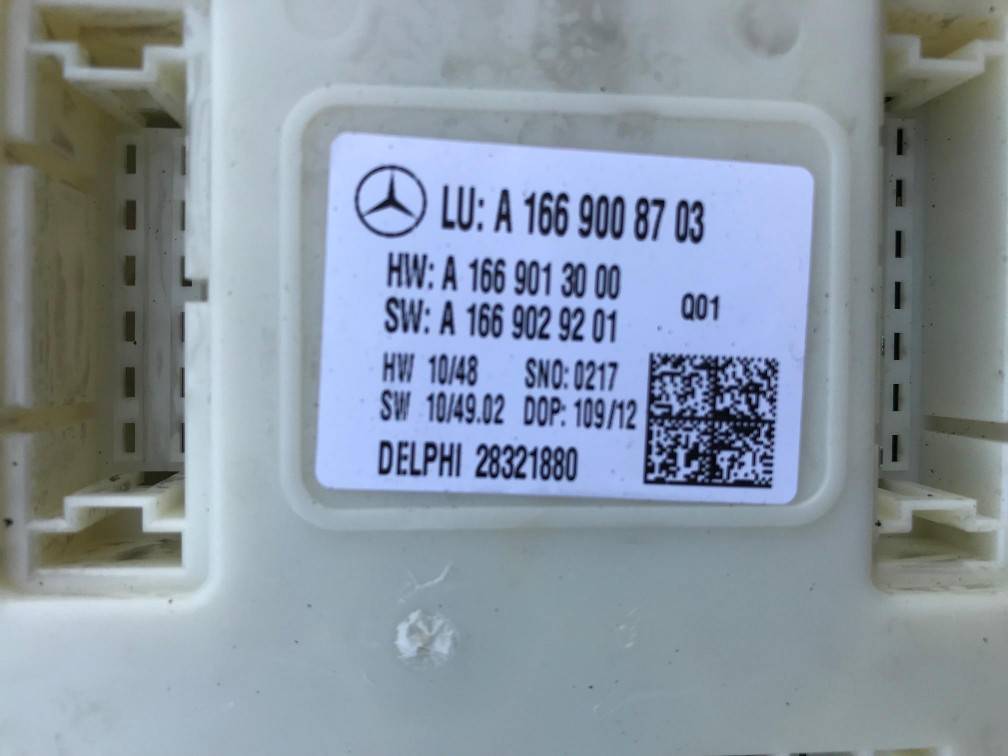 LU: A 166 900 87 03
HW: A 166 901 30 00
SW: A 166 902 92 01
Q01
HW 10/48 SNO: 0217
SW 10/49.02 DOP: 109/12
DELPHI 28321880